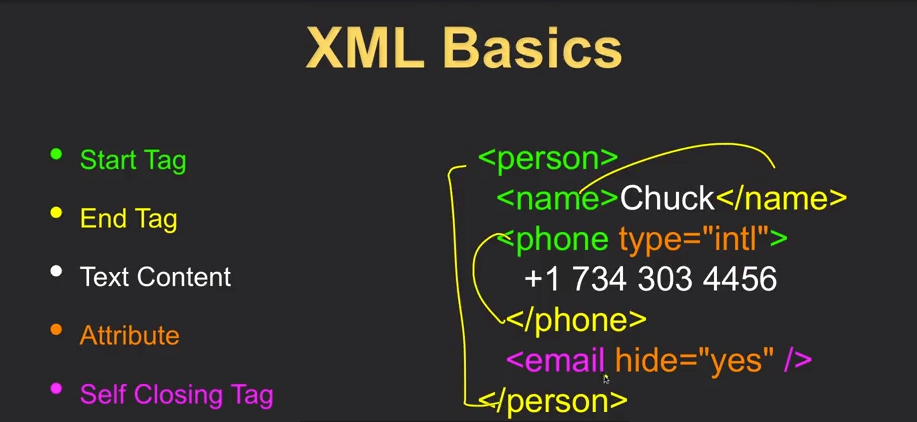 XML Basics
Start Tag
End Tag
Text Content
Attribute
Self Closing Tag
<person>
<name>Chuck</name>
<phone type="intl">
+1 734 303 4456
</phone>
<email hide="yes" />
</person>